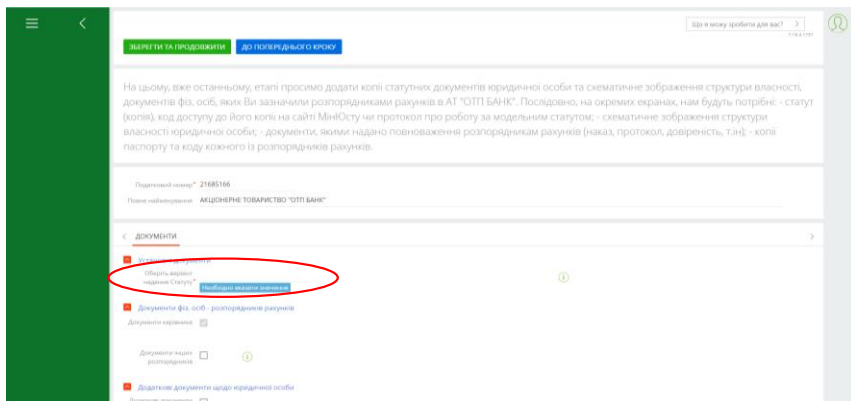 Що я можу зробити для вас?
ЗБЕРЕГТИ ТА ПРОДОВЖИТИ ДО ПОПЕРЕДНЬОГО КРОКУ
На цьому, вже останньому, етапі просимо додати копії статутних документів юридичної особи та схематичне зображення структури власності,
документів фіз. осіб, яких Ви зазначили розпорядниками рахунків в АТ "ОТП БАНК". Послідовно, на окремих екранах, нам будуть потрібні: - статут
(копія), код доступу до його копії на сайті МінЮсту чи протокол про роботу за модельним статутом; - схематичне зображення структури
власності юридичної особи; - документи, якими надано повноваження розпорядникам рахунків (наказ, протокол, довіреність, т.ін); - копії
паспорту та коду кожного із розпорядників рахунків.
Податковий номер* 21685166
Повне найменування АКЦІОНЕРНЕ ТОВАРИСТВО "ОТП БАНК"
ДОКУМЕНТИ
Установчі документи
Оберіть варіант
надання Статуту*
Необхідно вказати значення
Документи фіз. осіб - розпорядників рахунків
Документи керівника
Документи інших
розпорядників
Додаткові документи щодо юридичної особи
Додаткові документи